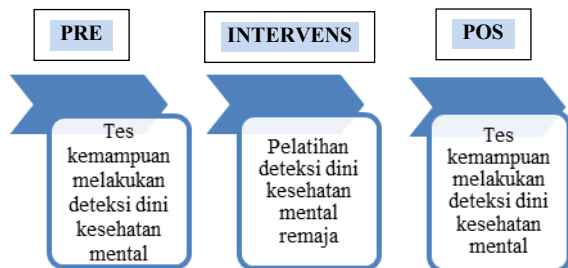 PRE
INTERVENS
POS
Tes
kemampuan
melakukan
deteksi dini
kesehatan
mental
Pelatihan
deteksi dini
kesehatan
mental
remaja
Tes
kemampuan
melakukan
deteksi dini
kesehatan
mental